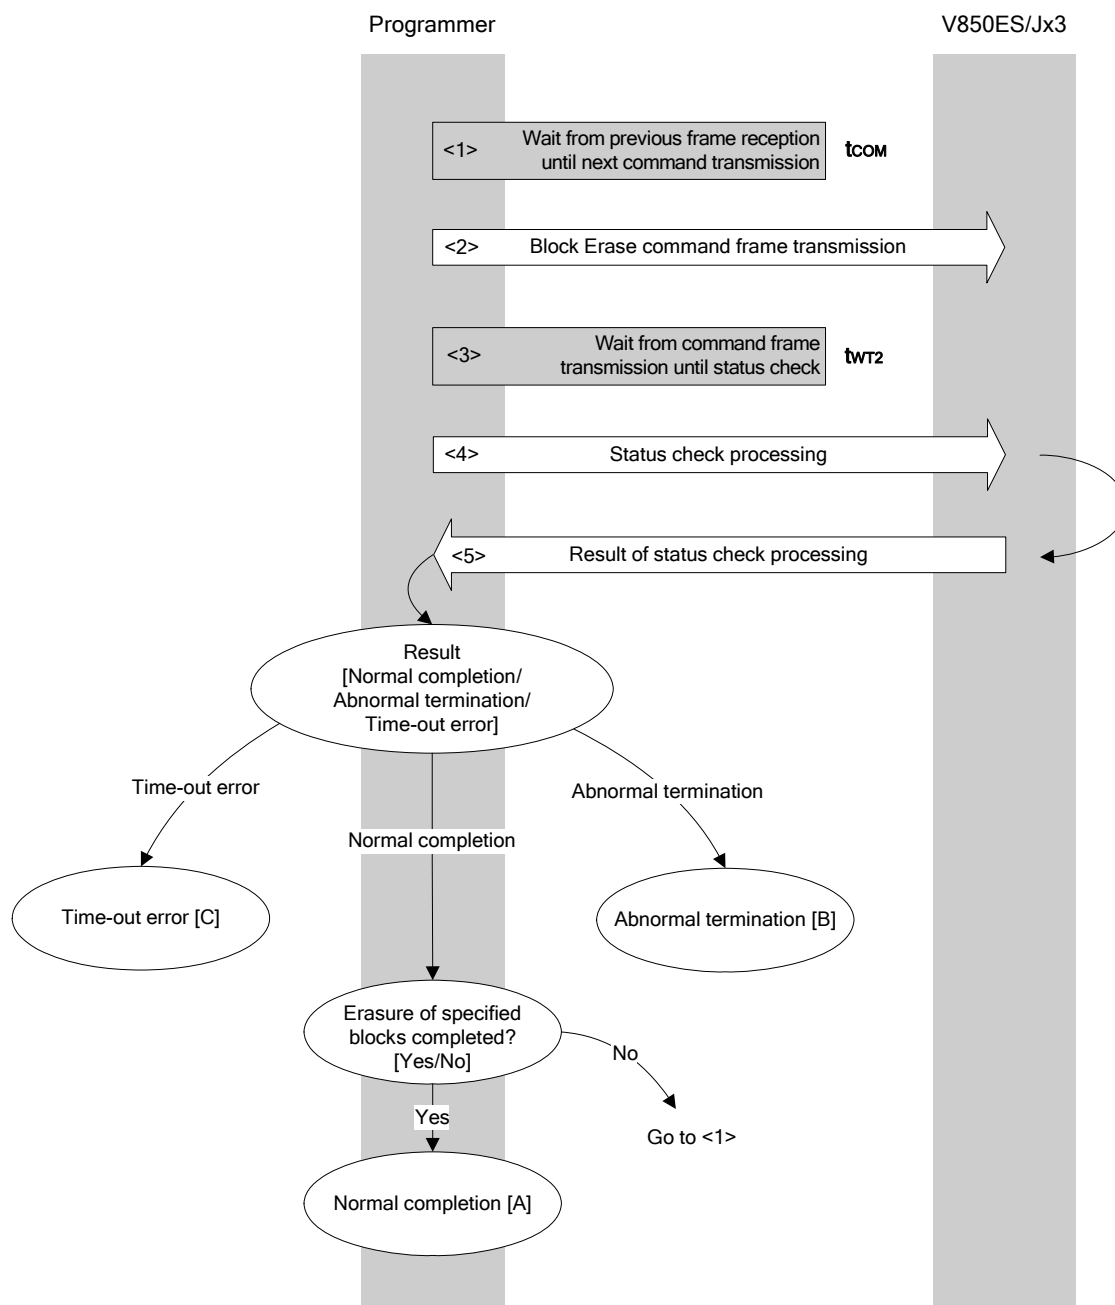 Programmer
V850ES/Jx3
<1>
Wait from previous frame reception
until next command transmission
tCOM
<2>
Block Erase command frame transmission
<3>
Wait from command frame
transmission until status check
tWT2
<4>
Status check processing
<5>
Result of status check processing
Result
[Normal completion/
Abnormal termination/
Time-out error]
Time-out error
Abnormal termination
Normal completion
Time-out error [C]
Abnormal termination [B]
Erasure of specified
blocks completed?
[Yes/No]
No
Yes
Go to <1>
Normal completion [A]